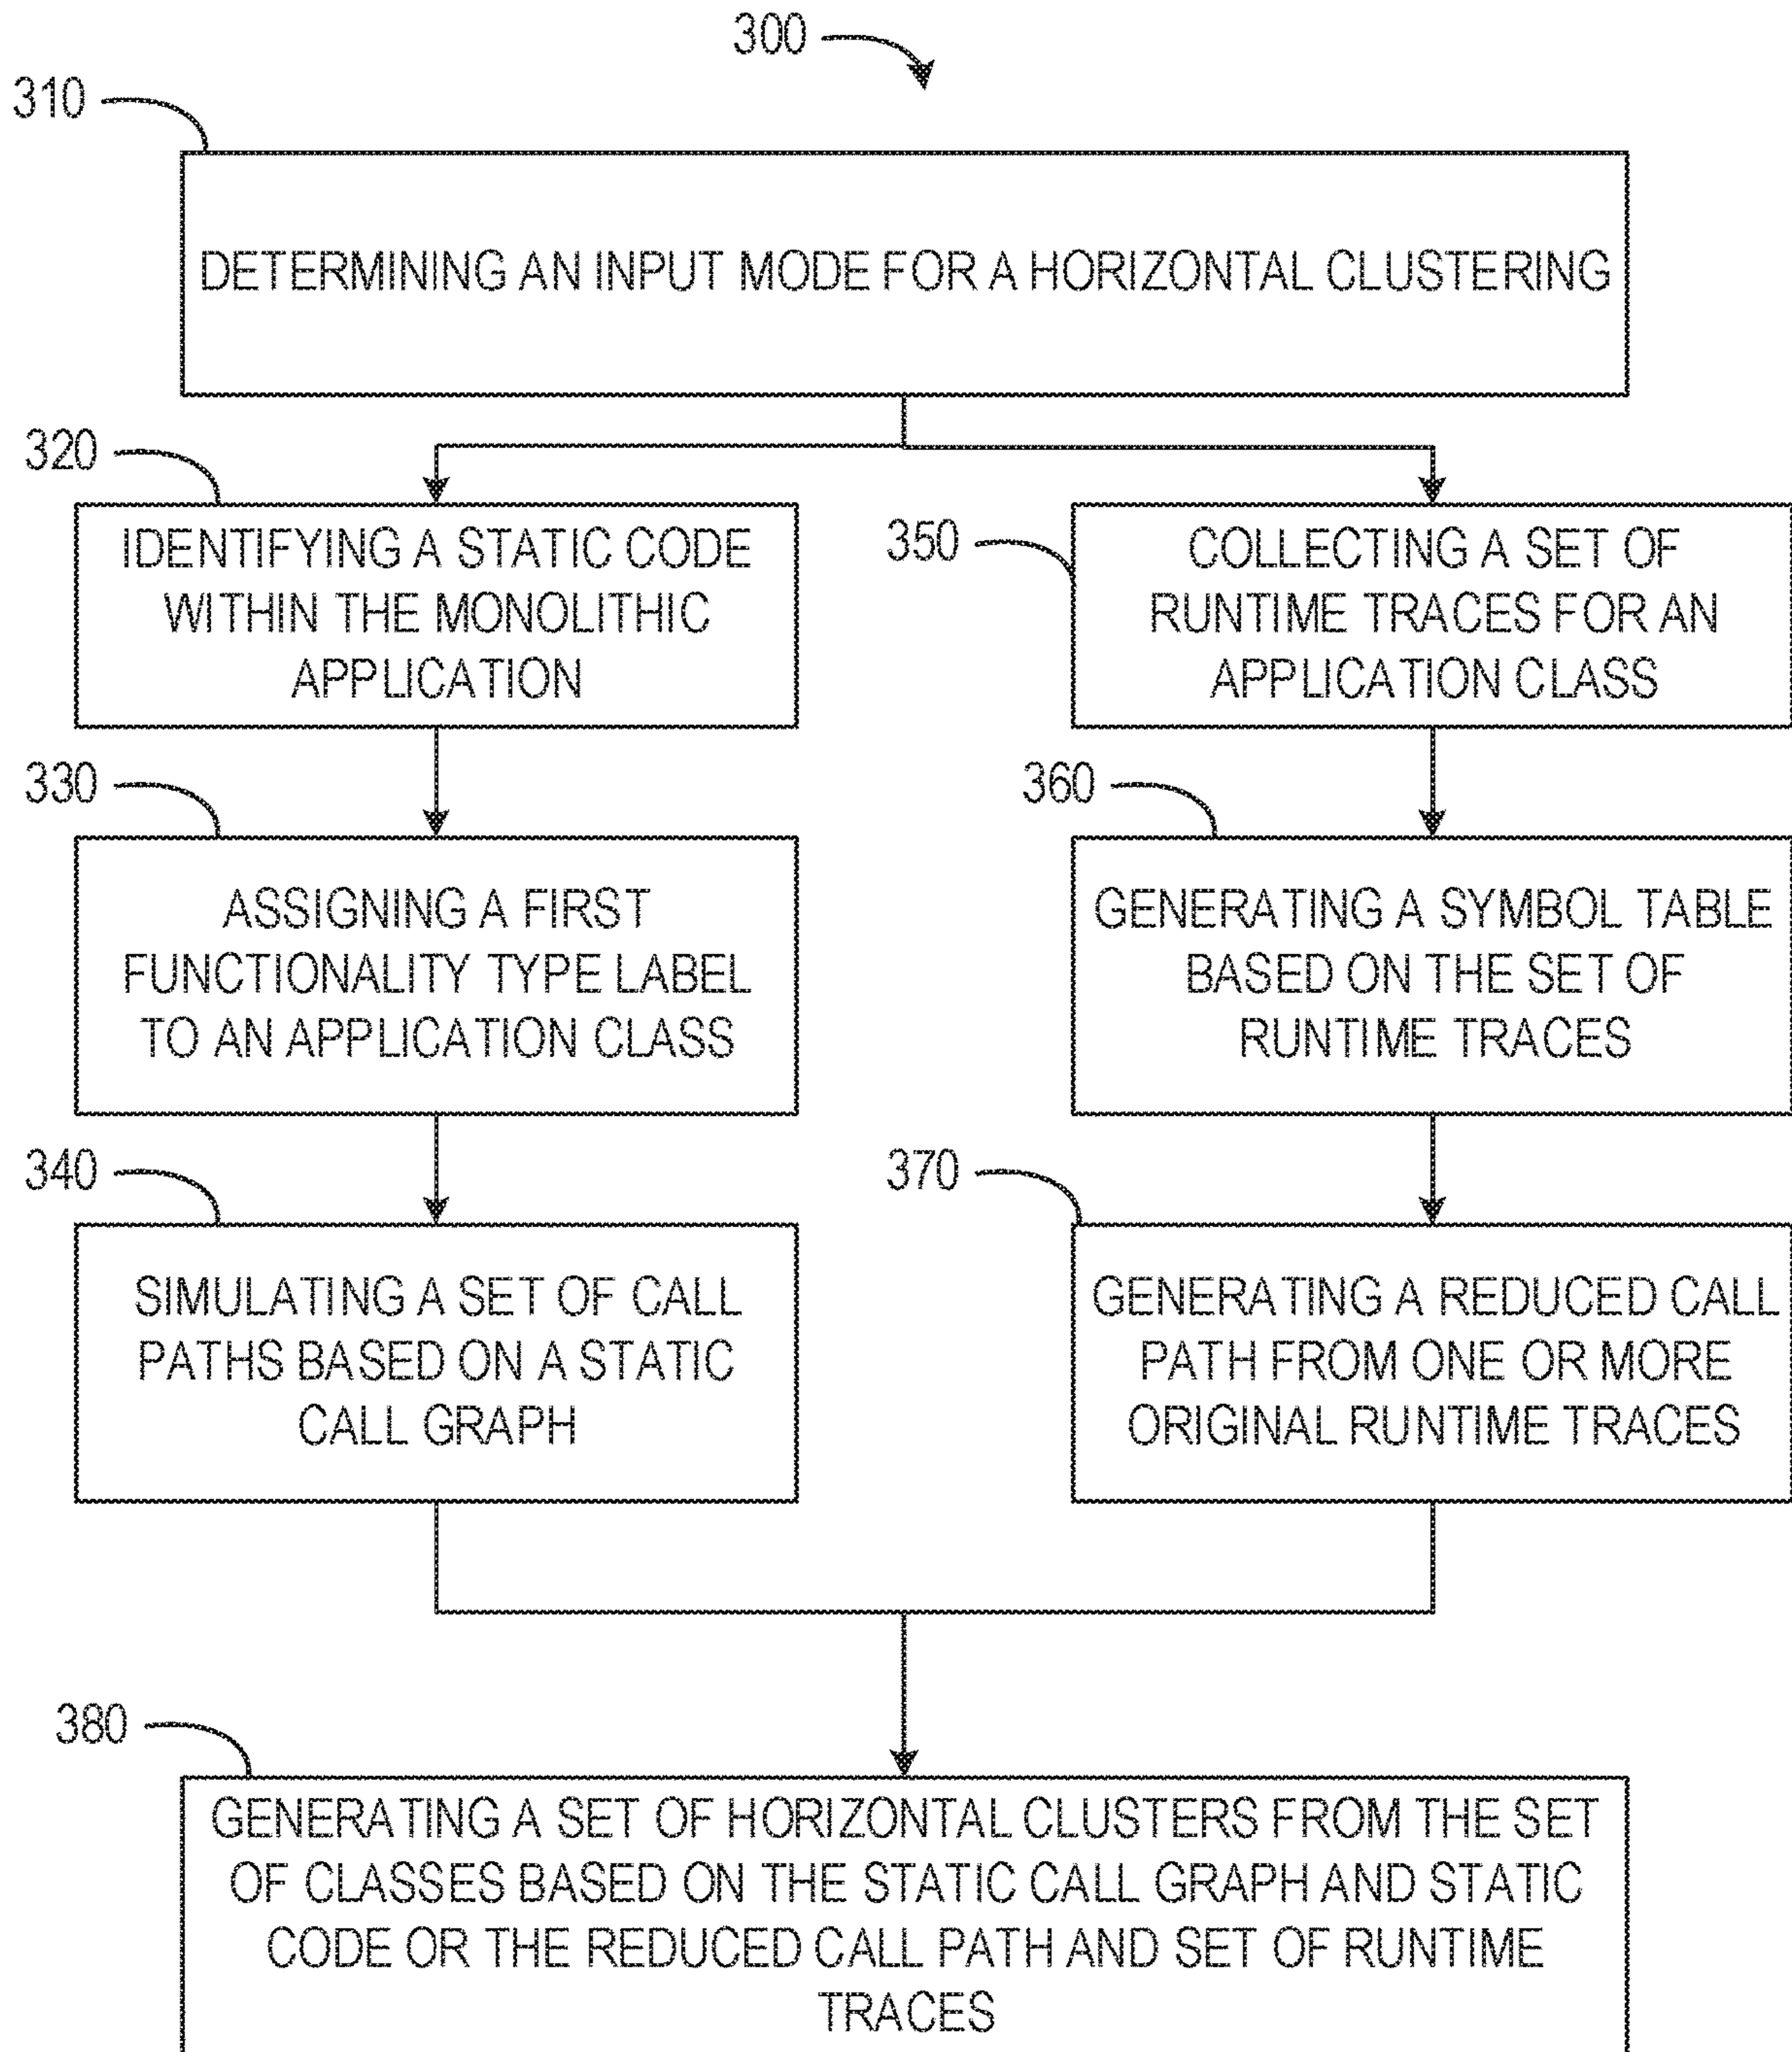 300
310
DETERMINING AN INPUT MODE FOR A HORIZONTAL CLUSTERING
320
IDENTIFYING A STATIC CODE
WITHIN THE MONOLITHIC
APPLICATION
350
COLLECTING A SET OF
RUNTIME TRACES FOR AN
APPLICATION CLASS
330
ASSIGNING A FIRST
FUNCTIONALITY TYPE LABEL
TO AN APPLICATION CLASS
360
GENERATING A SYMBOL TABLE
BASED ON THE SET OF
RUNTIME TRACES
340
SIMULATING A SET OF CALL
PATHS BASED ON A STATIC
CALL GRAPH
370
GENERATING A REDUCED CALL
PATH FROM ONE OR MORE
ORIGINAL RUNTIME TRACES
380
GENERATING A SET OF HORIZONTAL CLUSTERS FROM THE SET
OF CLASSES BASED ON THE STATIC CALL GRAPH AND STATIC
CODE OR THE REDUCED CALL PATH AND SET OF RUNTIME
TRACES